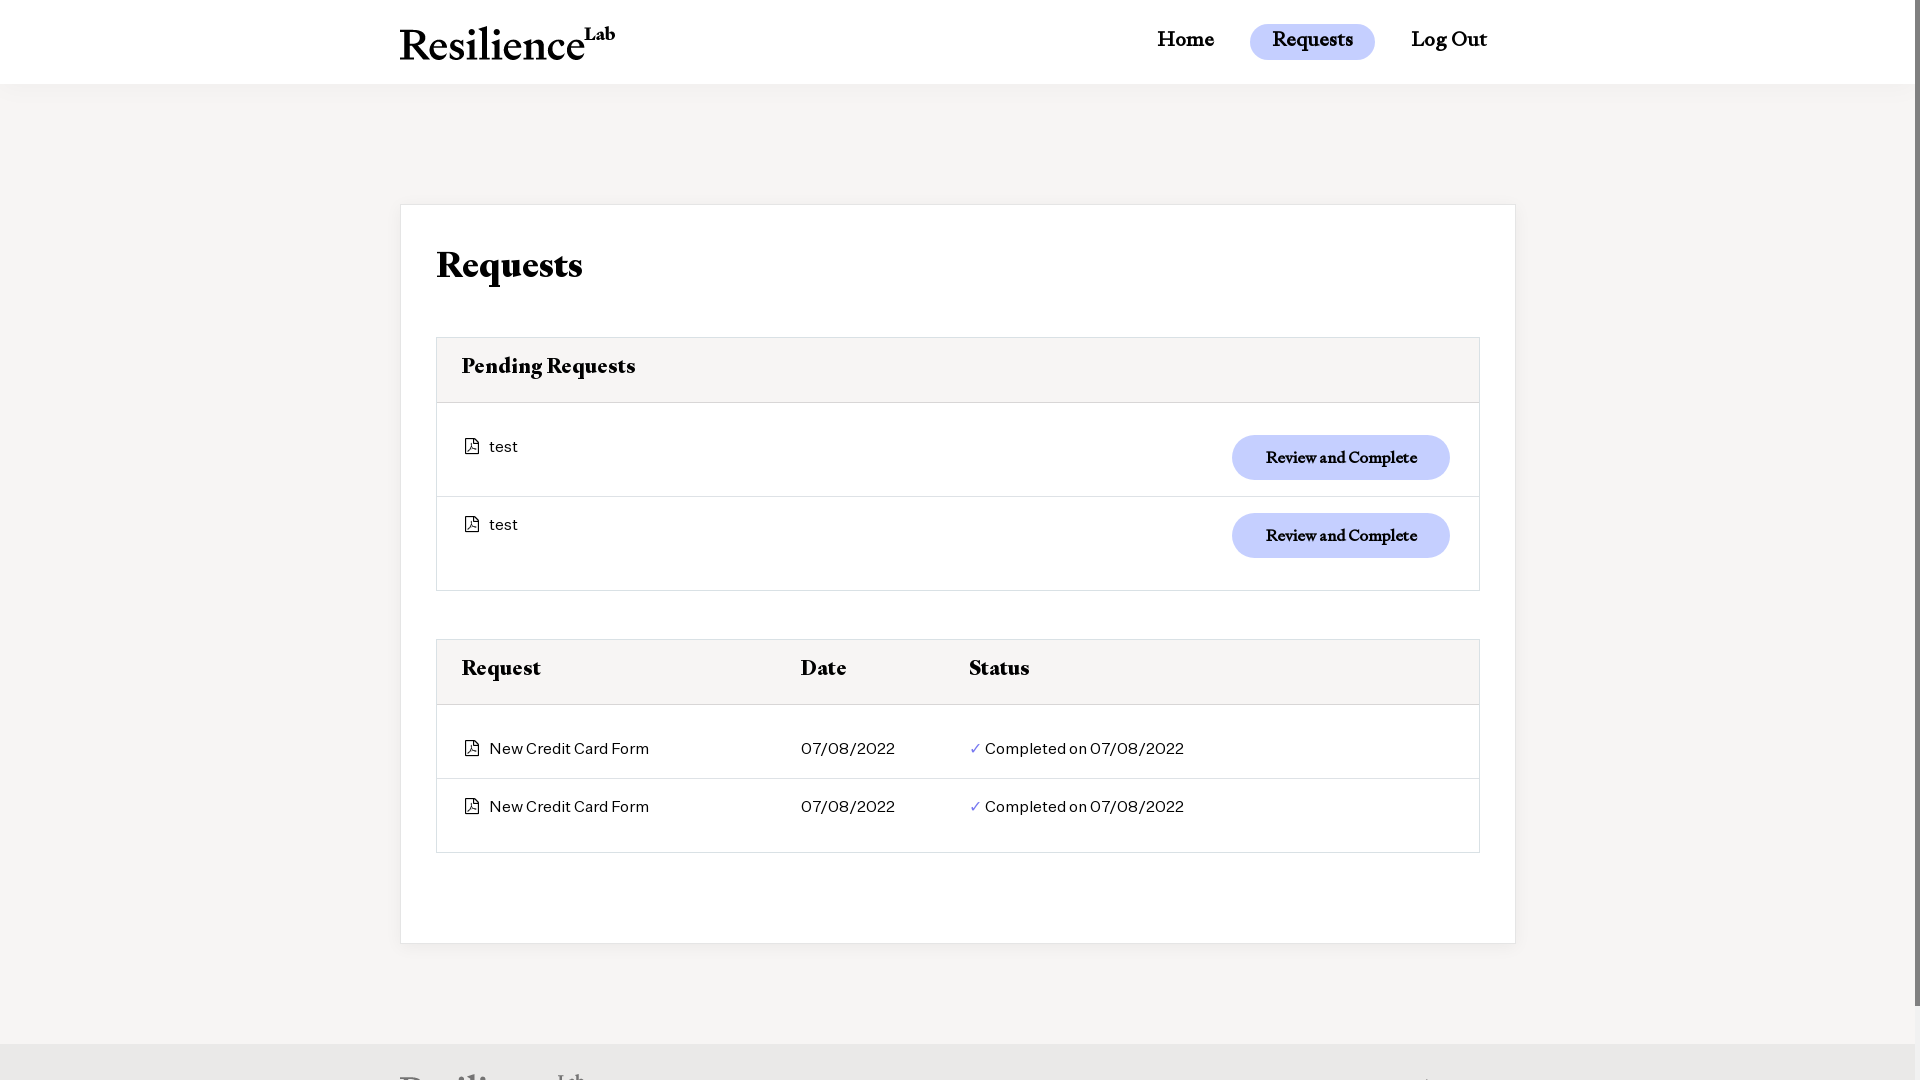 Resilience Lab
Home Requests Log Out
Requests
Pending Requests
test Review and Complete
test Review and Complete
Request Date Status
New Credit Card Form 07/08/2022 ✓ Completed on 07/08/2022
New Credit Card Form 07/08/2022 ✓ Completed on 07/08/2022